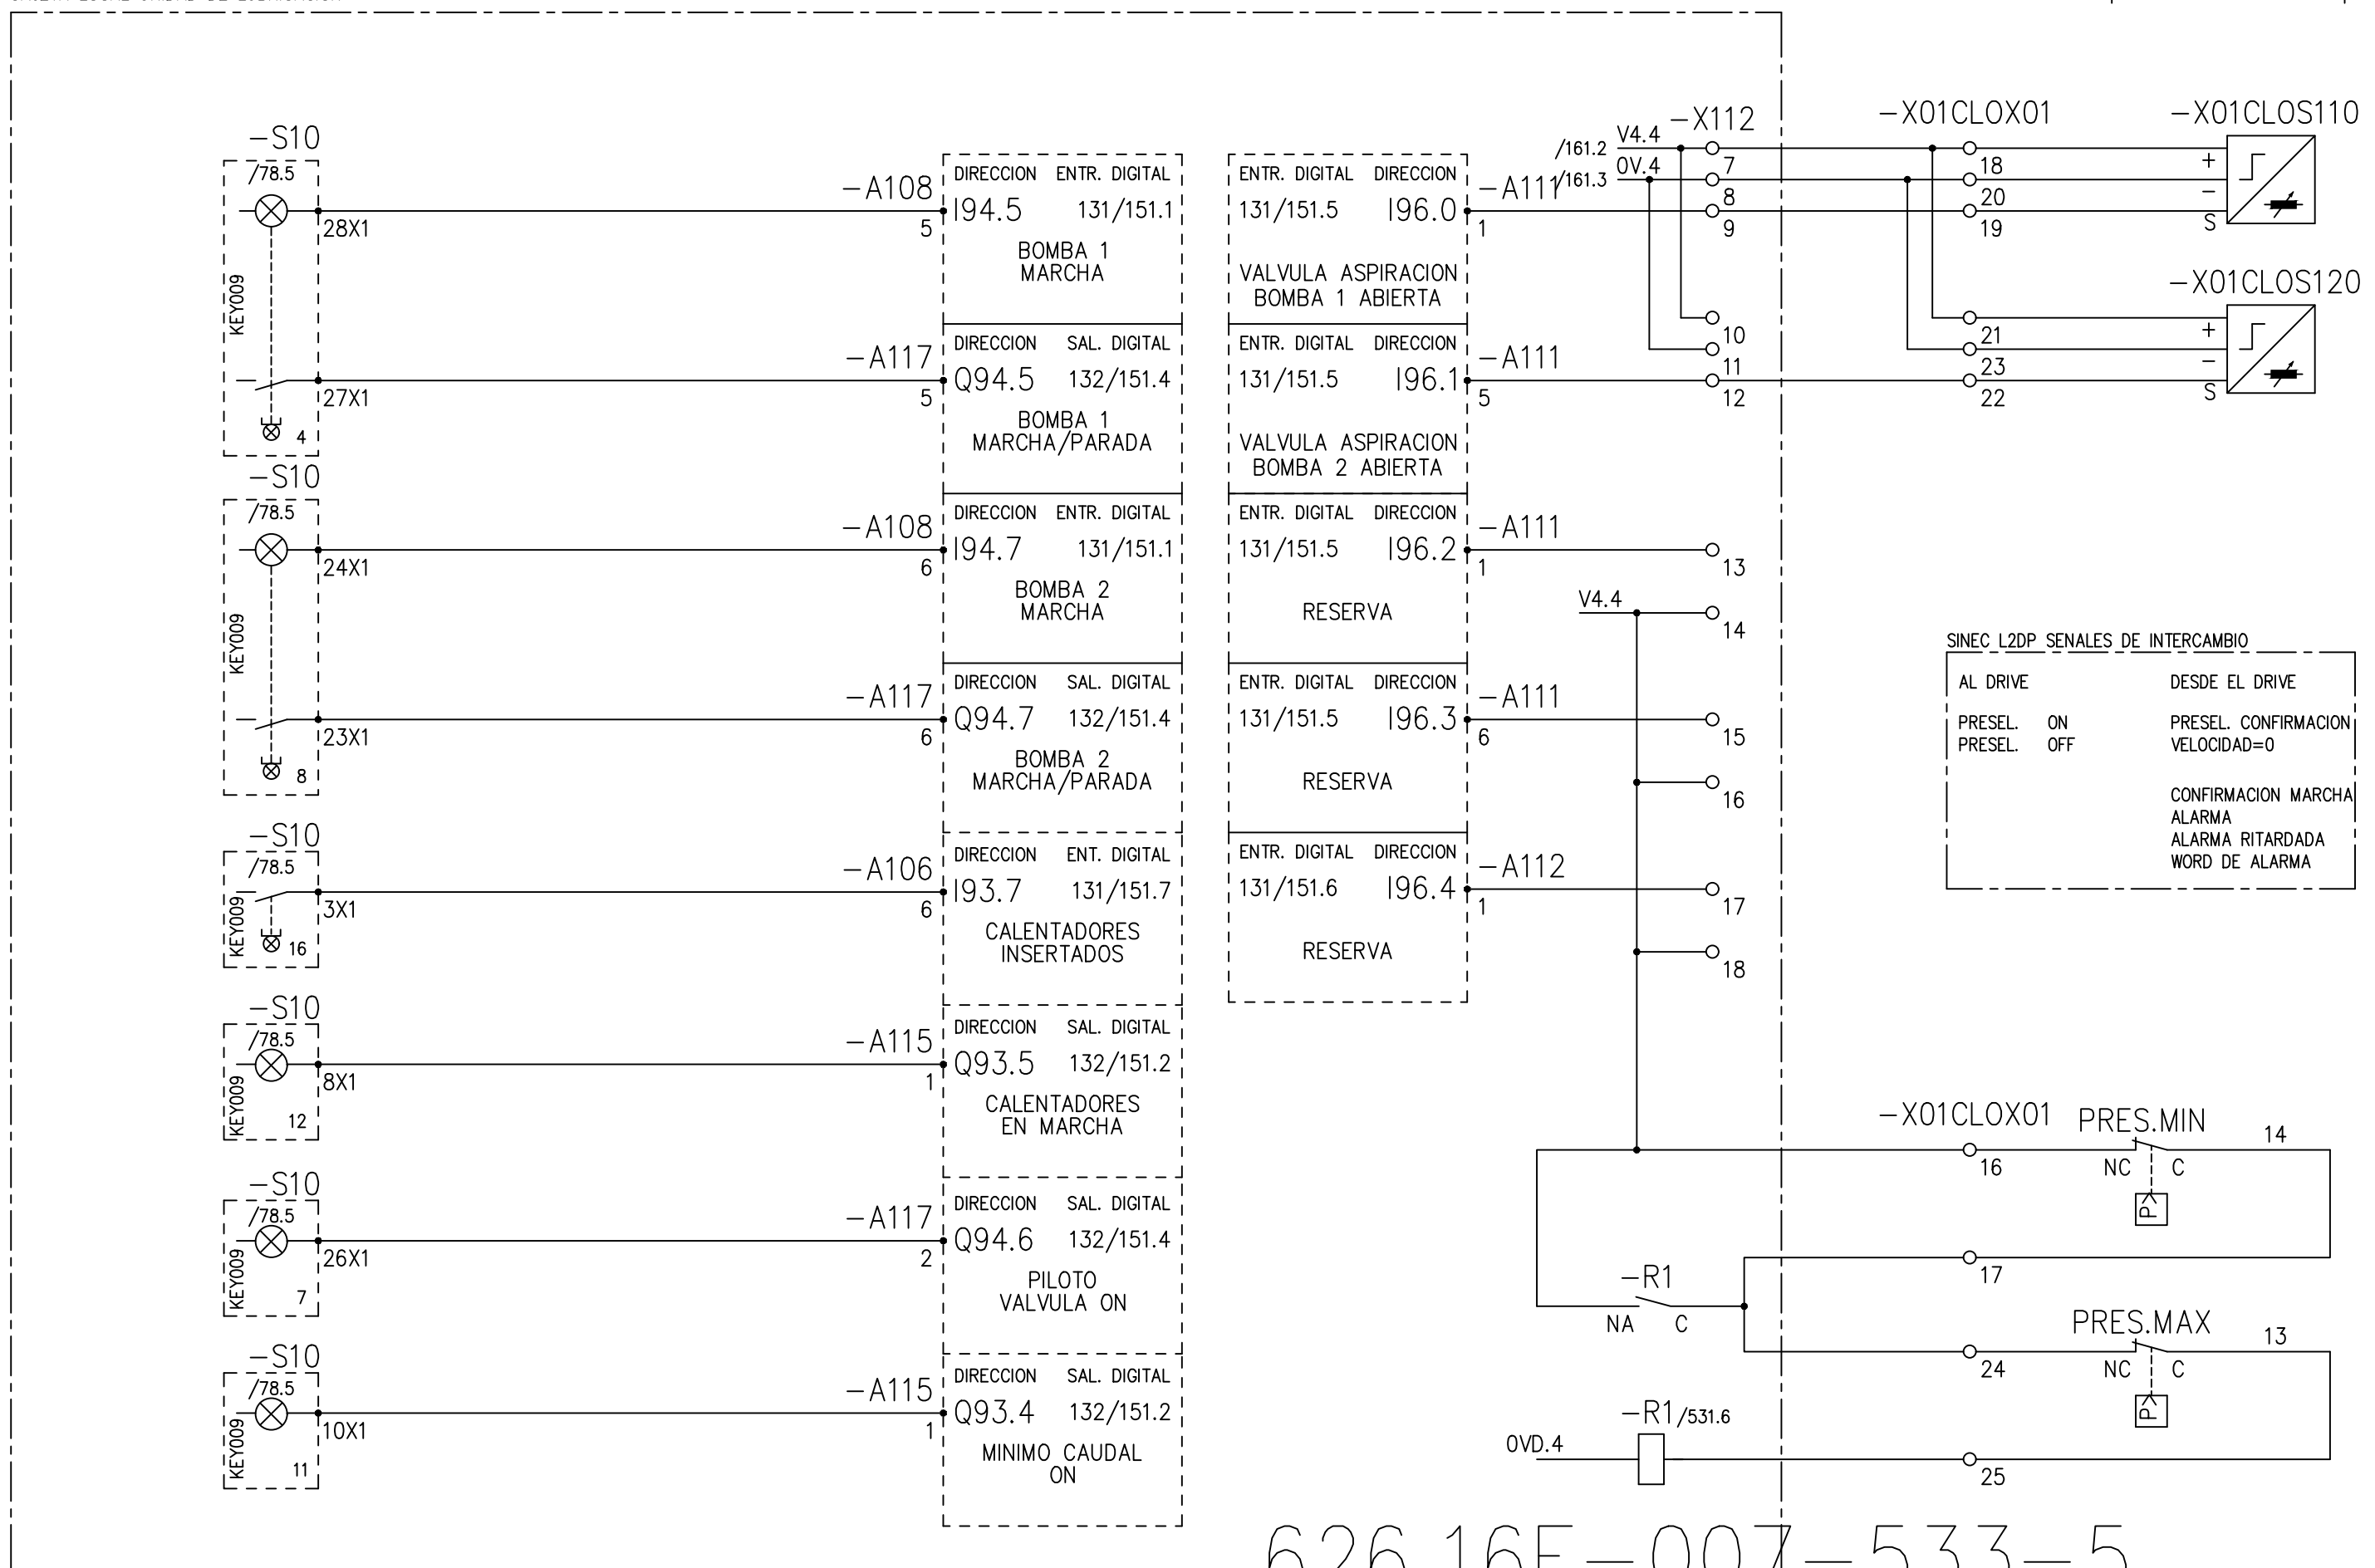 -S10
/78.5
28X1
KEY009
27X1
4
-S10
/78.5
24X1
KEY009
23X1
8
-S10
/78.5
KEY009
3X1
16
-S10
/78.5
KEY009
8X1
12
-S10
/78.5
KEY009
26X1
7
-S10
/78.5
KEY009
10X1
11
-A108
5
DIRECCION ENTR. DIGITAL
I94.5 131/151.1
BOMBA 1
MARCHA
-A117
5
DIRECCION SAL. DIGITAL
Q94.5 132/151.4
BOMBA 1
MARCHA/PARADA
-A108
6
DIRECCION ENTR. DIGITAL
I94.7 131/151.1
BOMBA 2
MARCHA
-A117
6
DIRECCION SAL. DIGITAL
Q94.7 132/151.4
BOMBA 2
MARCHA/PARADA
-A106
6
DIRECCION ENT. DIGITAL
I93.7 131/151.7
CALENTADORES
INSERTADOS
-A115
1
DIRECCION SAL. DIGITAL
Q93.5 132/151.2
CALENTADORES
EN MARCHA
-A117
2
DIRECCION SAL. DIGITAL
Q94.6 132/151.4
PILOTO
VALVULA ON
-A115
1
DIRECCION SAL. DIGITAL
Q93.4 132/151.2
MINIMO CAUDAL
ON
ENTR. DIGITAL DIRECCION
131/151.5 I96.0
VALVULA ASPIRACION
BOMBA 1 ABIERTA
-A111
1
ENTR. DIGITAL DIRECCION
131/151.5 I96.1
VALVULA ASPIRACION
BOMBA 2 ABIERTA
-A111
5
ENTR. DIGITAL DIRECCION
131/151.5 I96.2
RESERVA
-A111
1
ENTR. DIGITAL DIRECCION
131/151.5 I96.3
RESERVA
-A111
6
ENTR. DIGITAL DIRECCION
131/151.6 I96.4
RESERVA
-A112
1
/161.2 V4.4
/161.3 0V.4
-X112
7
8
9
10
11
12
13
V4.4
14
15
16
17
18
-X01CLOX01
18
20
19
21
23
22
-X01CLOS110
+
-
S
-X01CLOS120
+
-
S
SINEC L2DP SENALES DE INTERCAMBIO
AL DRIVE DESDE EL DRIVE
PRESEL. ON PRESEL. CONFIRMACION
PRESEL. OFF VELOCIDAD=0
CONFIRMACION MARCHA
ALARMA
ALARMA RITARDADA
WORD DE ALARMA
-X01CLOX01 PRES.MIN 14
16 NC C
P
17
-R1
NA C
PRES.MAX 13
24 NC C
P
-R1/531.6
0VD.4
25
626.16E-007-533-5